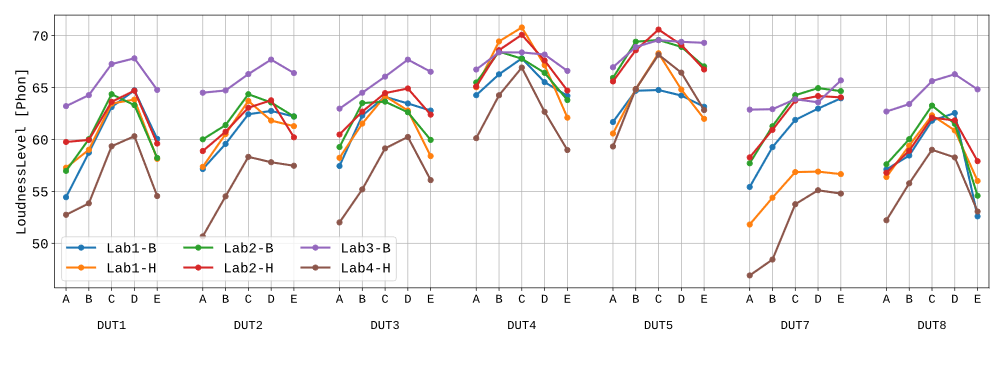 LoudnessLevel [Phon]
70
65
60
55
50
Lab1-B Lab2-B Lab3-B
Lab1-H Lab2-H Lab4-H
A B C D E A B C D E A B C D E A B C D E A B C D E A B C D E A B C D E
DUT1 DUT2 DUT3 DUT4 DUT5 DUT7 DUT8